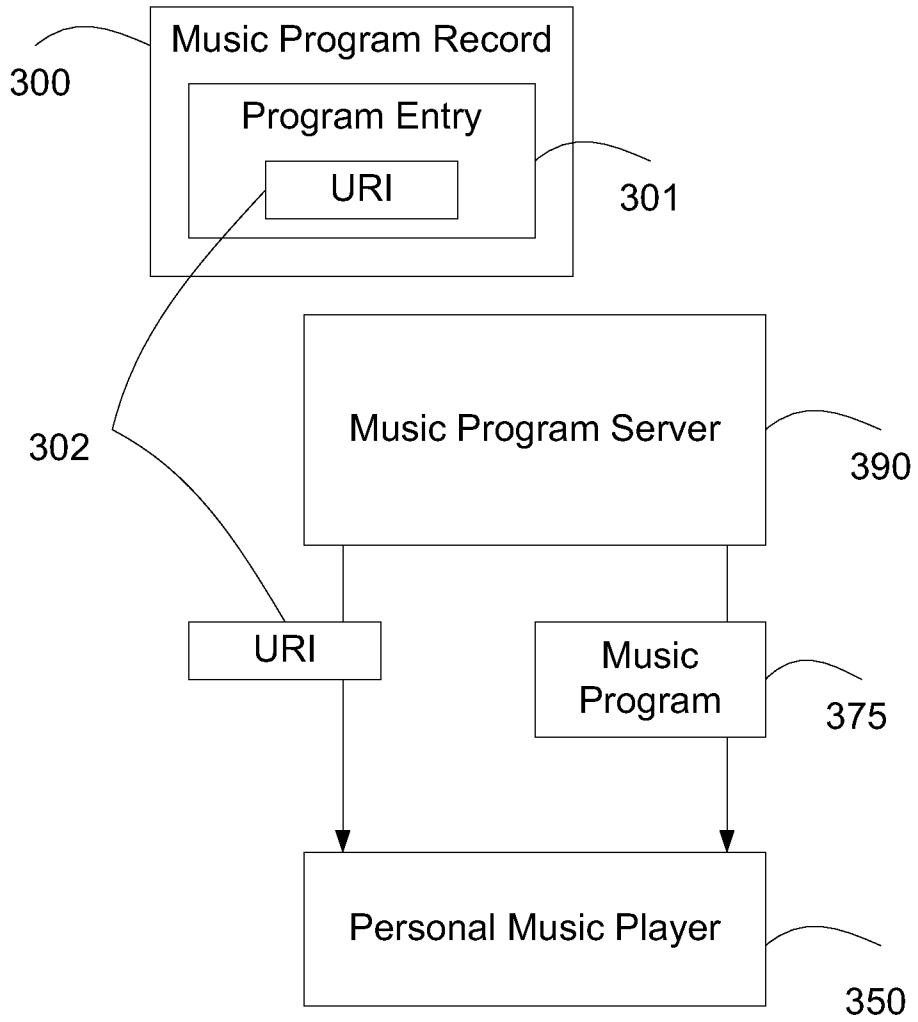 Music Program Record
300
Program Entry
URI
301
Music Program Server
302
390
URI
Music
Program
375
Personal Music Player
350